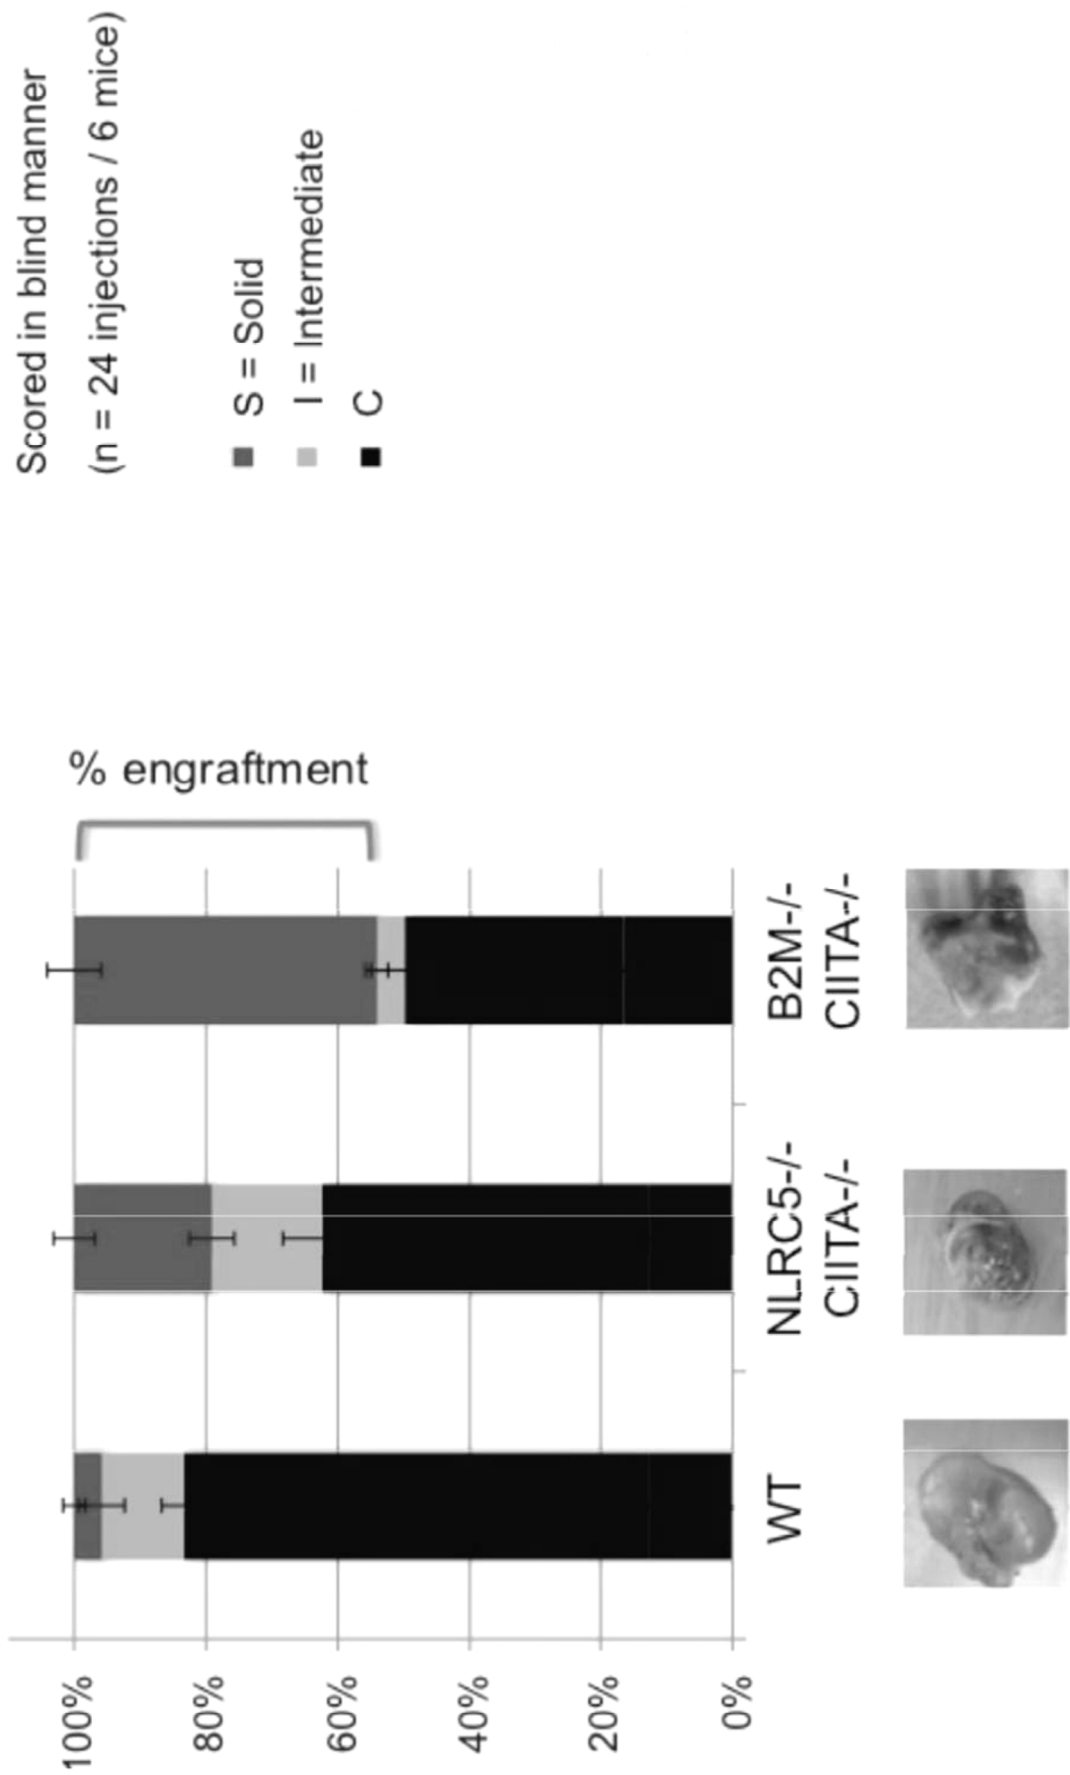 Scored in blind manner
(n = 24 injections / 6 mice)
S = Solid
I = Intermediate
C
% engraftment
100%
80%
60%
40%
20%
0%
WT
NLRC5-/-
CIITA-/-
B2M-/-
CIITA-/-